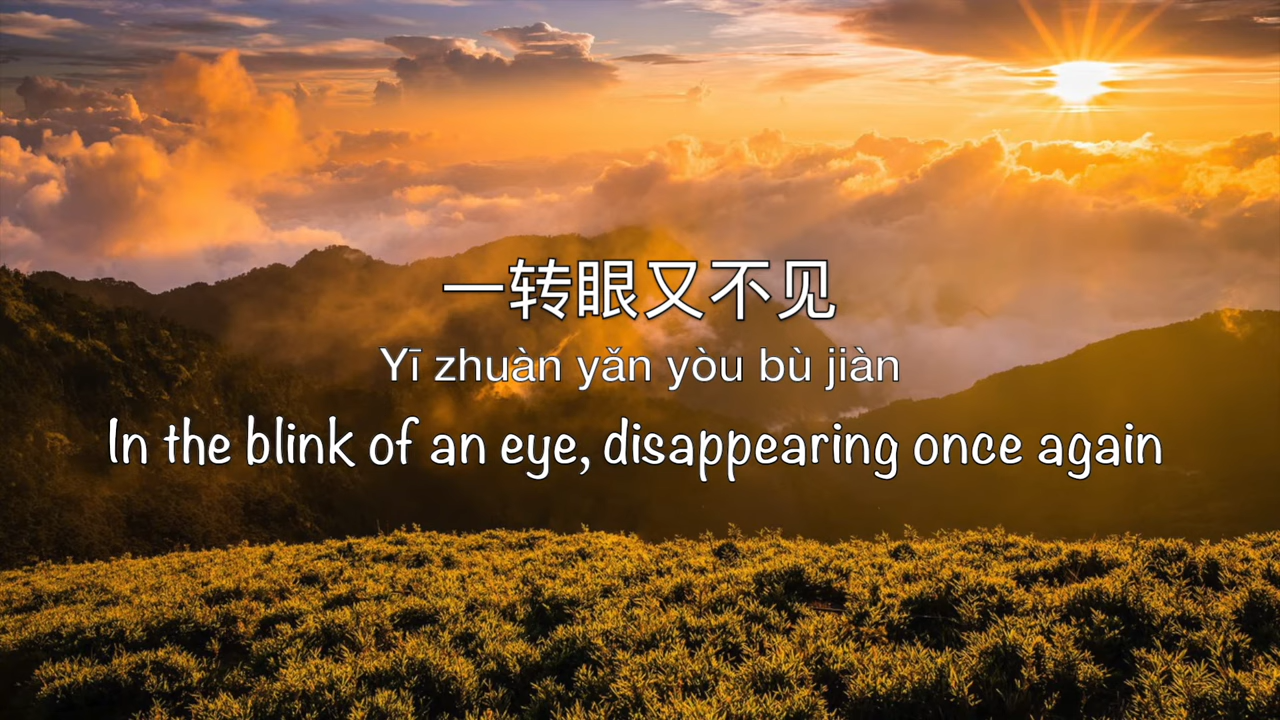 一转眼又不见
Yī zhuàn yǎn yòu bù jiàn
In the blink of an eye, disappearing once again